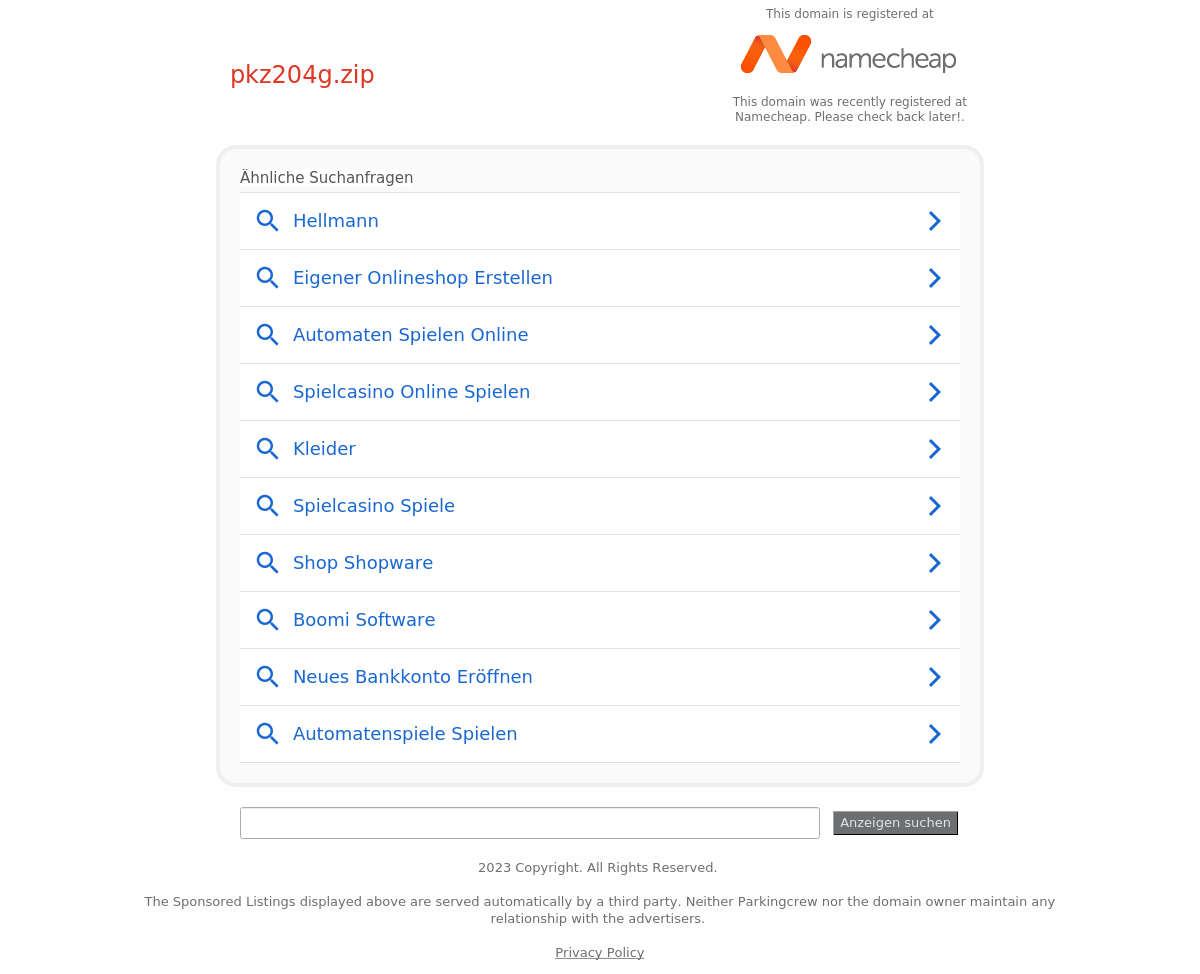 This domain is registered at
namecheap
pkz204g.zip
This domain was recently registered at
Namecheap. Please check back later!.
Ähnliche Suchanfragen
Hellmann
Eigener Onlineshop Erstellen
Automaten Spielen Online
Spielcasino Online Spielen
Kleider
Spielcasino Spiele
Shop Shopware
Boomi Software
Neues Bankkonto Eröffnen
Automatenspiele Spielen
Anzeigen suchen
2023 Copyright. All Rights Reserved.
The Sponsored Listings displayed above are served automatically by a third party. Neither Parkingcrew nor the domain owner maintain any
relationship with the advertisers.
Privacy Policy